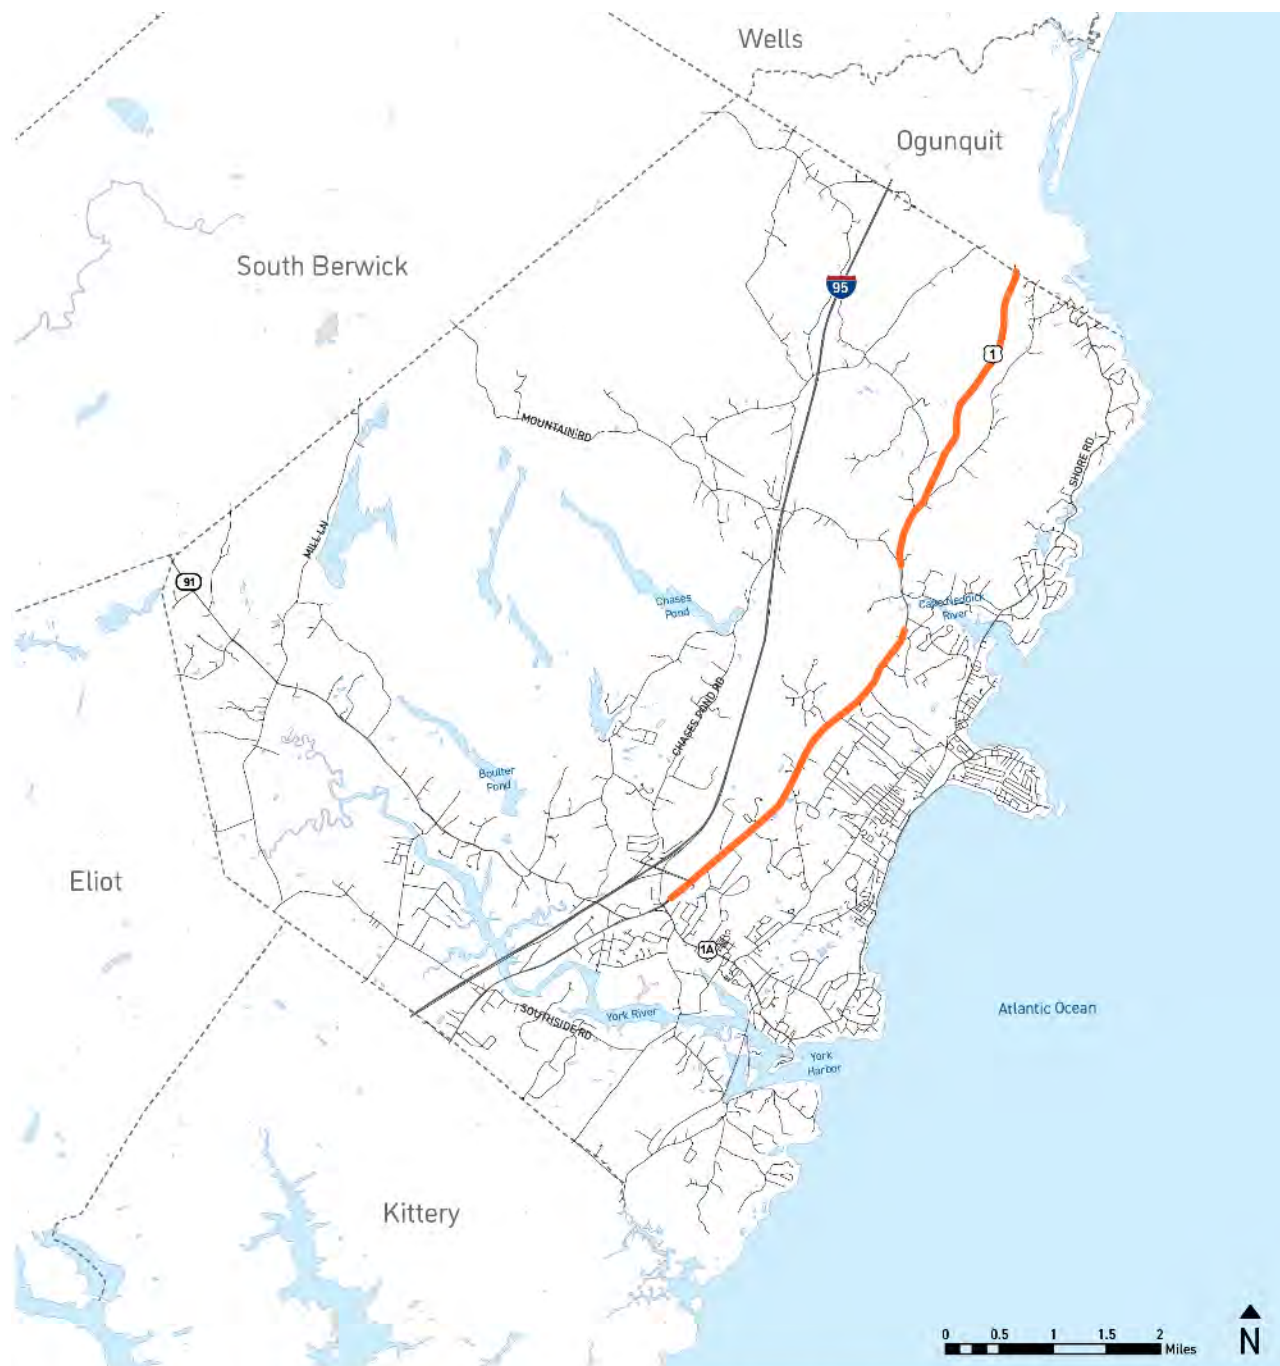 Wells
Ogunquit
South Berwick
95
1
MOUNTAIN RD
SHORE RD
MILL LN
91
Chases
Pond
Cape Neddick
River
CHASES POND RD
Boulter
Pond
Eliot
1A
Atlantic Ocean
SOUTHSIDE RD
York River
York
Harbor
Kittery
0 0.5 1 1.5 2
Miles
N